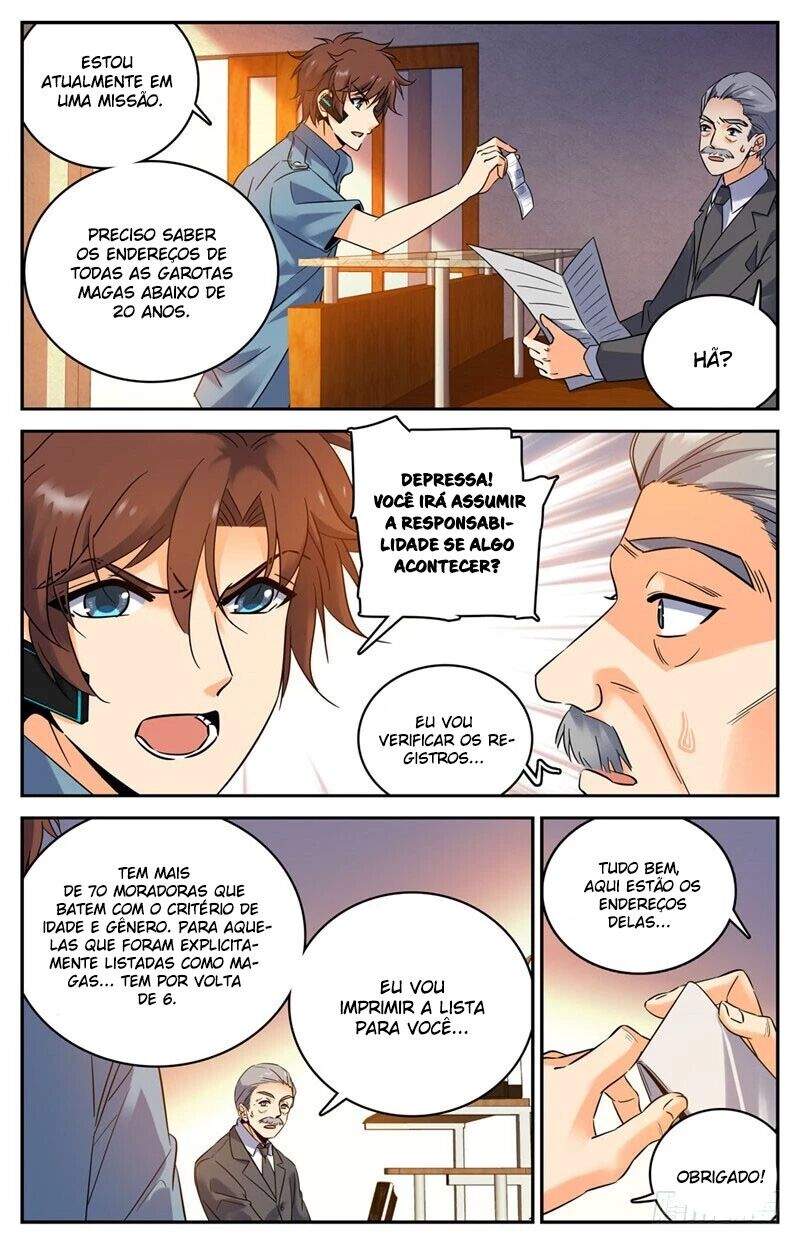 ESTOU
ATUALMENTE EM
UMA MISSÃO.
PRECISO SABER
OS ENDEREÇOS DE
TODAS AS GAROTAS
MAGAS ABAIXO DE
20 ANOS.
HÃ?
DEPRESSA!
VOCÊ IRÁ ASSUMIR
A RESPONSABI-
LIDADE SE ALGO
ACONTECER?
EU VOU
VERIFICAR OS RE-
GISTROS...
TEM MAIS
DE 70 MORADORAS QUE
BATEM COM O CRITÉRIO DE
IDADE E GÊNERO. PARA AQUE-
LAS QUE FORAM EXPLICITA-
MENTE LISTADAS COMO MA-
GAS... TEM POR VOLTA
DE 6.
EU VOU
IMPRIMIR A LISTA
PARA VOCÊ...
TUDO BEM,
AQUI ESTÃO OS
ENDEREÇOS
DELAS...
OBRIGADO!